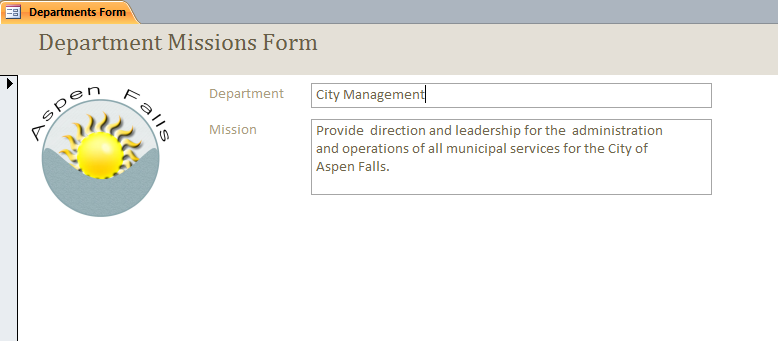 Departments Form
Department Missions Form
Aspen Falls
Department
City Management
Mission
Provide  direction and leadership for the  administration
and operations of all municipal services for the City of
Aspen Falls.